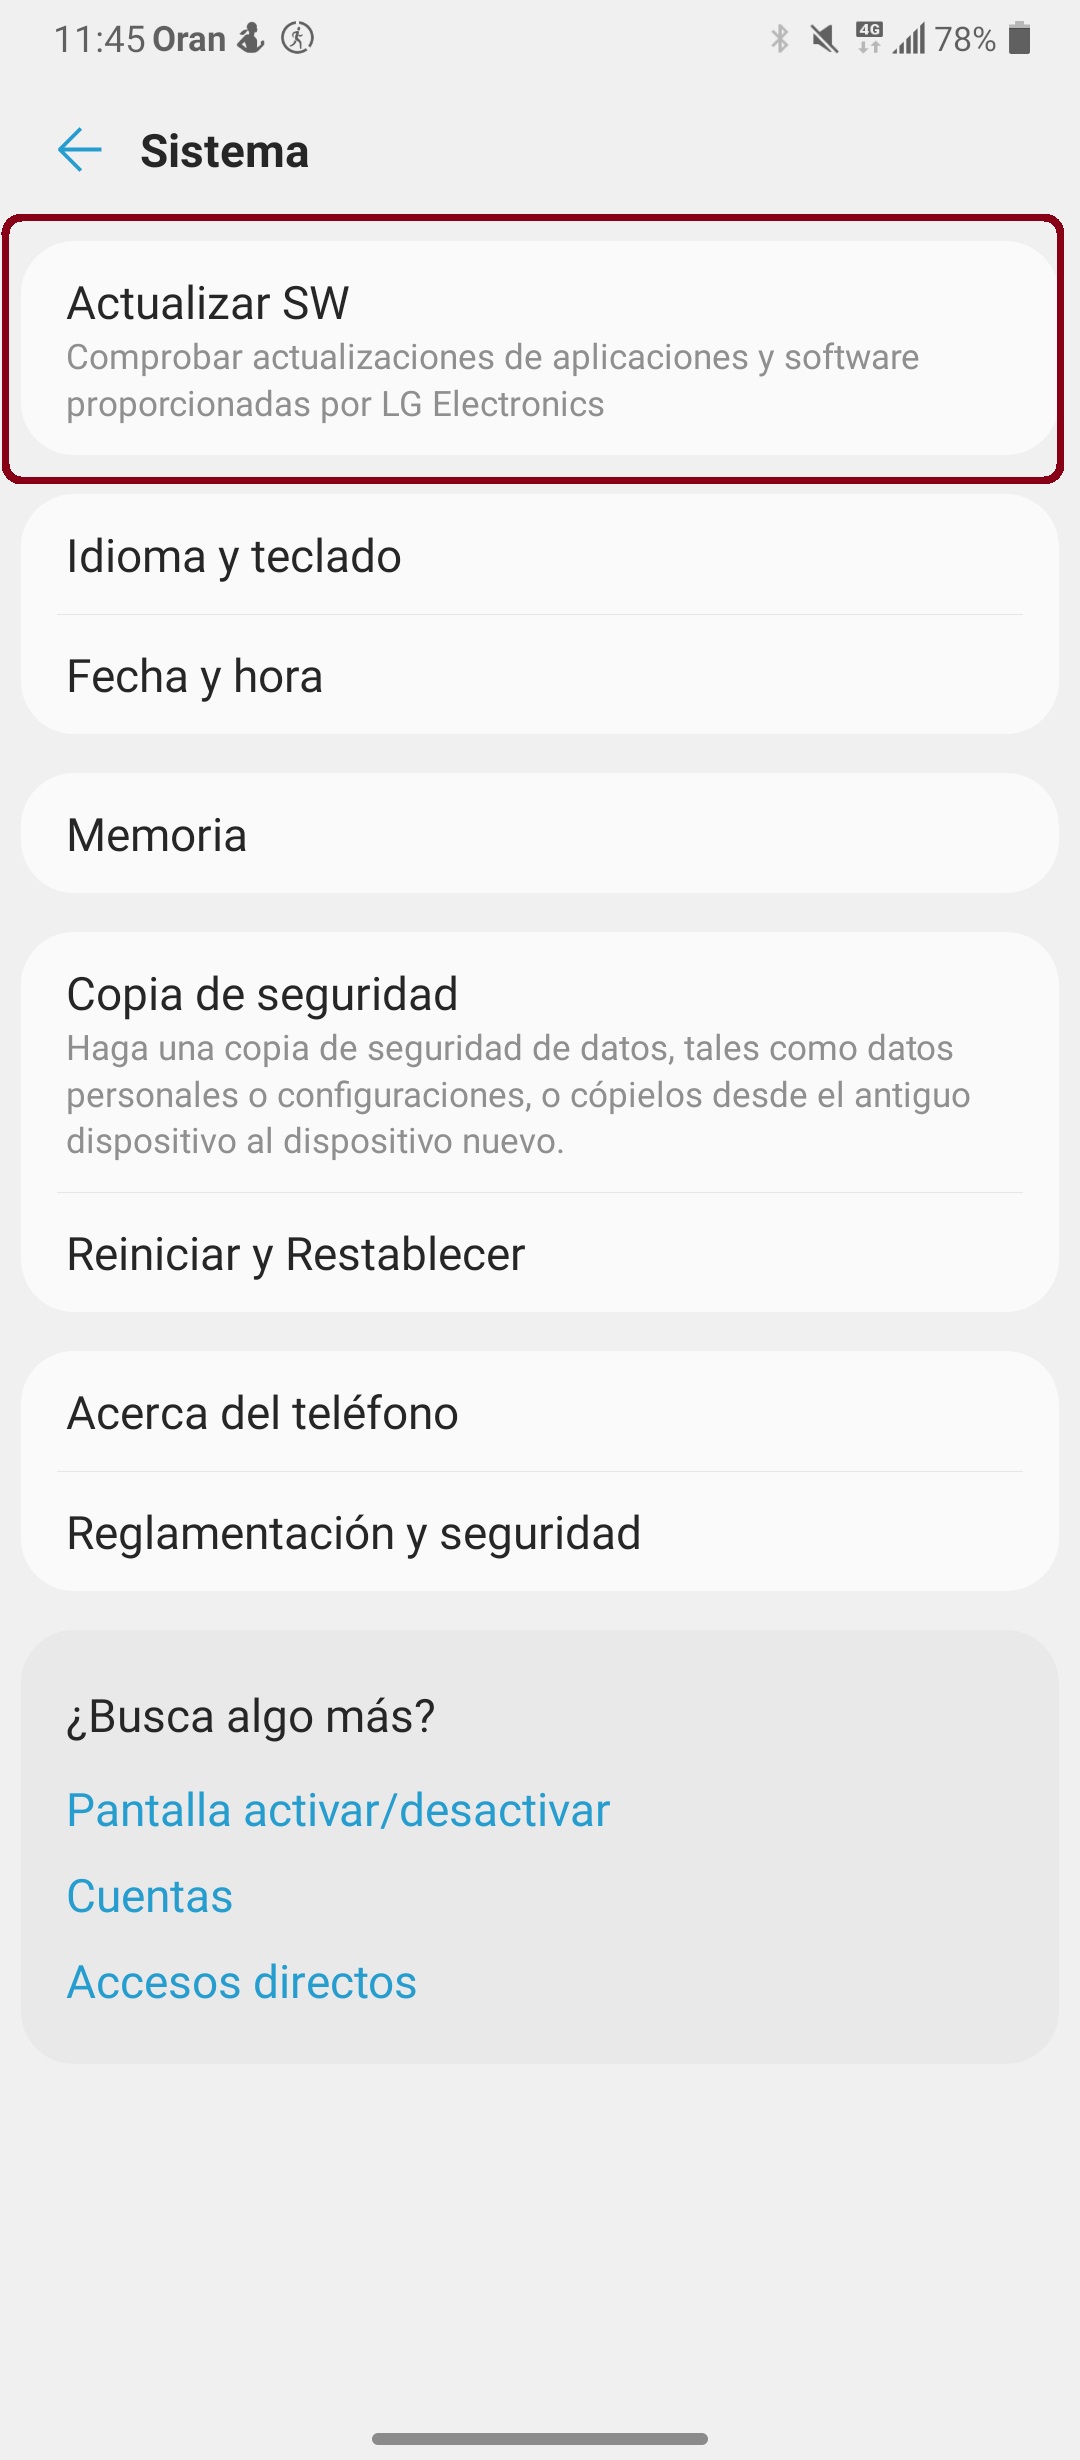 11:45 Oran 4G 78%
Sistema
Actualizar SW
Comprobar actualizaciones de aplicaciones y software
proporcionadas por LG Electronics
Idioma y teclado
Fecha y hora
Memoria
Copia de seguridad
Haga una copia de seguridad de datos, tales como datos
personales o configuraciones, o cópielos desde el antiguo
dispositivo al dispositivo nuevo.
Reiniciar y Restablecer
Acerca del teléfono
Reglamentación y seguridad
¿Busca algo más?
Pantalla activar/desactivar
Cuentas
Accesos directos